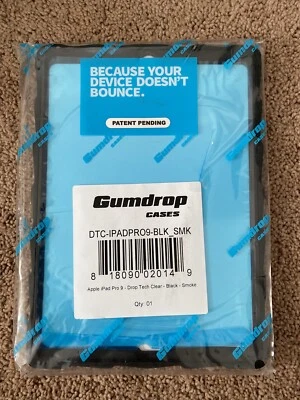 BECAUSE YOUR
DEVICE DOESN'T
BOUNCE.
PATENT PENDING
Gumdrop
CASES
DTC-IPADPRO9-BLK_SMK
8 18090 02014 9
Apple iPad Pro 9 - Drop Tech Clear - Black - Smoke
Qty: 01